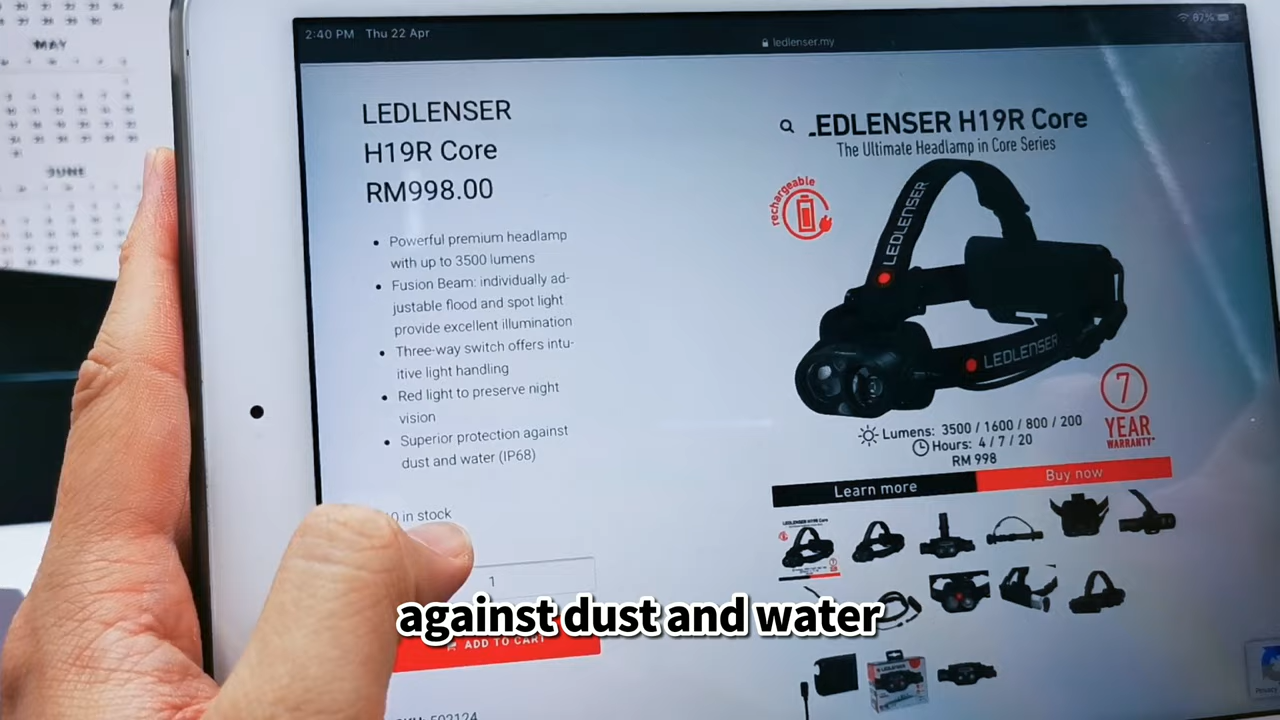 MAY
JUNE
2:40 PM Thu 22 Apr
ledlenser.my
87%
LEDLENSER
H19R Core
RM998.00
Powerful premium headlamp
with up to 3500 lumens
Fusion Beam: individually ad-
justable flood and spot light
provide excellent illumination
Three-way switch offers intu-
itive light handling
Red light to preserve night
vision
Superior protection against
dust and water (IP68)
0 in stock
1
ADD TO CART
EDLENSER H19R Core
The Ultimate Headlamp in Core Series
rechargeable
LEDLENSER
LEDLENSER
7
YEAR
WARRANTY*
Lumens: 3500 / 1600 / 800 / 200
Hours: 4 / 7 / 20
RM 998
Learn more
Buy now
against dust and water
Privacy